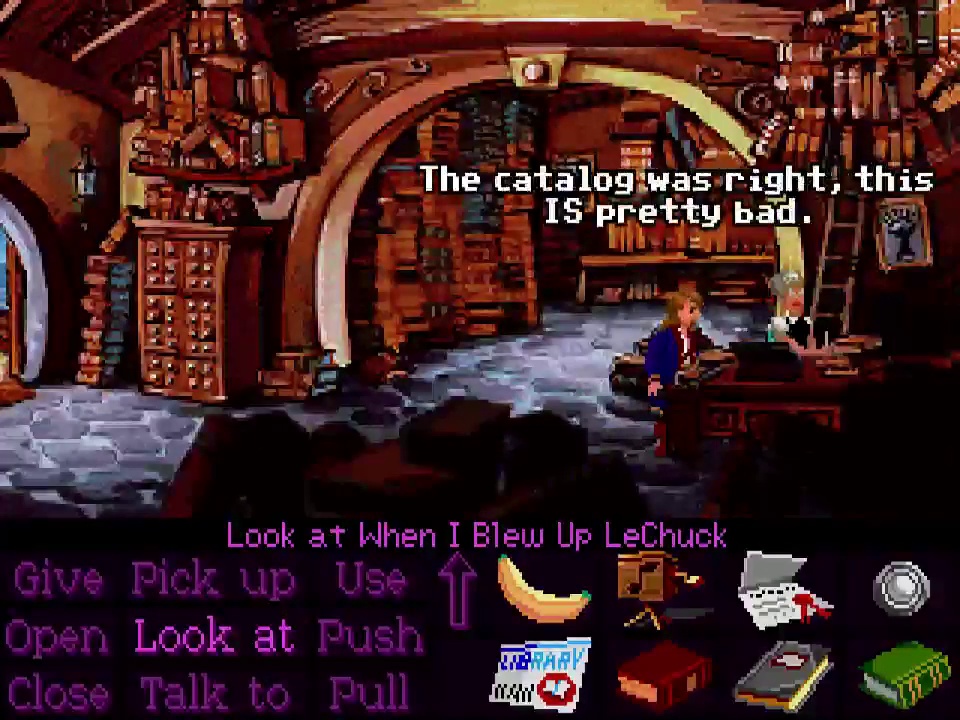 The catalog was right, this
IS pretty bad.
Look at When I Blew Up LeChuck
Give Pick up Use
Open Look at Push
Close Talk to Pull
LIBRARY